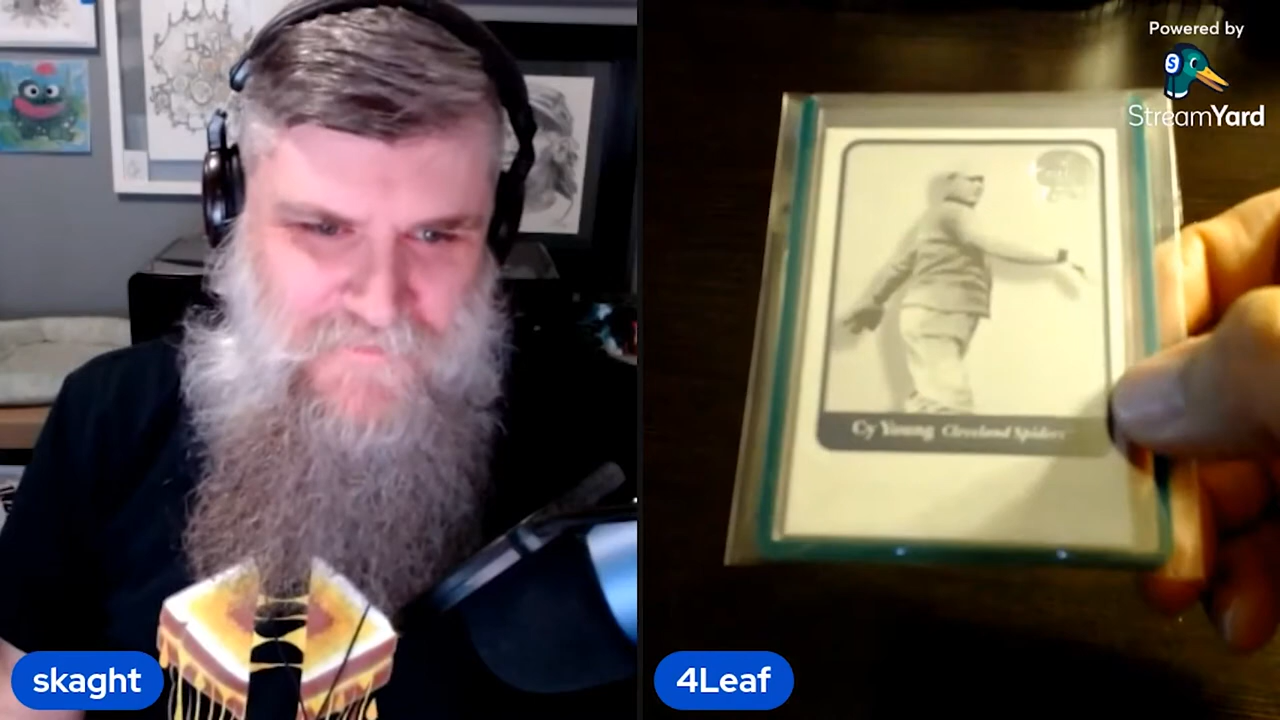 Powered by
S
StreamYard
Cy Young Cleveland Spiders
skaght
4Leaf